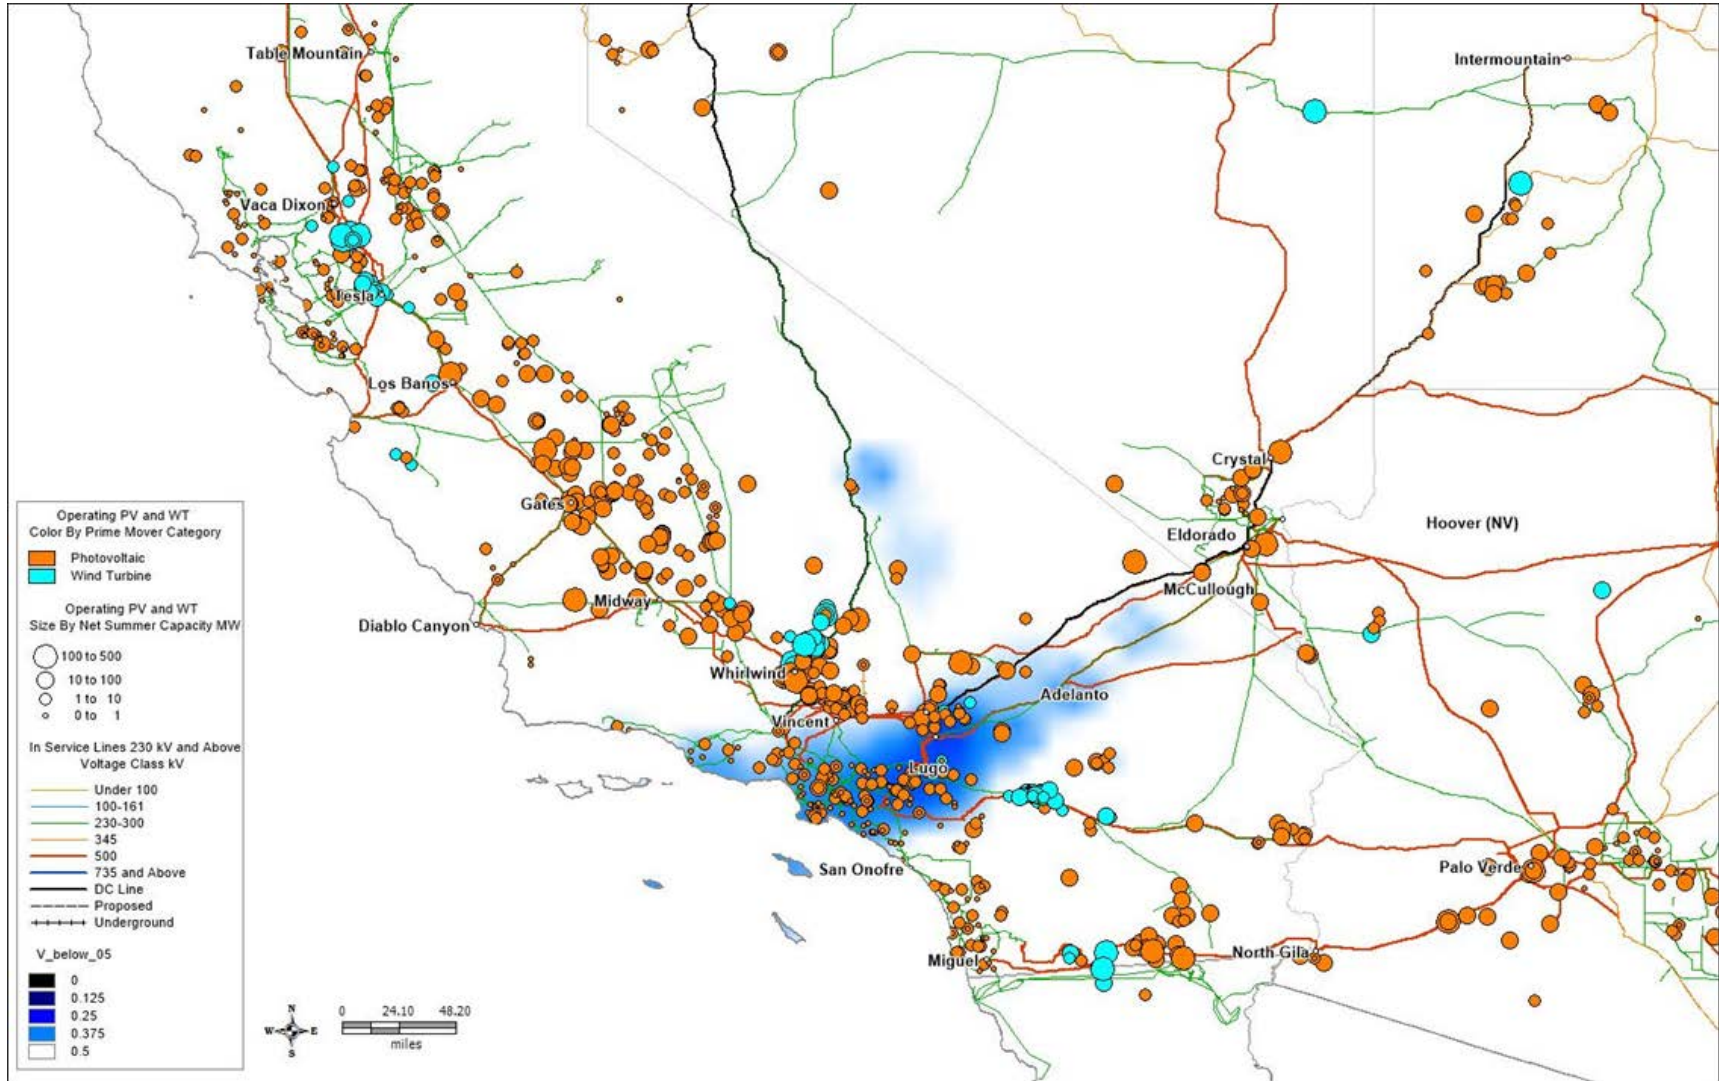 Table Mountain
Intermountain
Vaca Dixon
Tesla
Los Banos
Crystal
Gates
Hoover (NV)
Eldorado
McCullough
Midway
Diablo Canyon
Whirlwind
Adelanto
Vincent
Lugo
San Onofre
Palo Verde
Miguel
North Gila
Operating PV and WT
Color By Prime Mover Category
Photovoltaic
Wind Turbine
Operating PV and WT
Size By Net Summer Capacity MW
100 to 500
10 to 100
1 to 10
0 to 1
In Service Lines 230 kV and Above
Voltage Class kV
Under 100
100-161
230-300
345
500
735 and Above
DC Line
Proposed
Underground
V_below_05
0
0.125
0.25
0.375
0.5
N
W E
S
0 24.10 48.20
miles